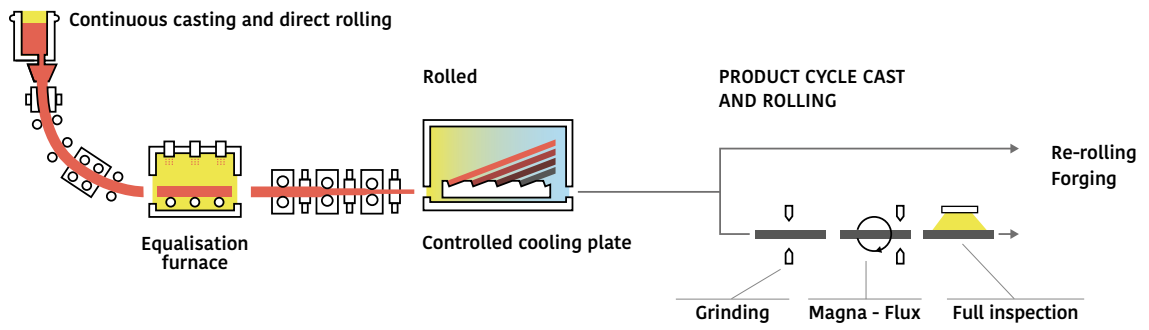 Continuous casting and direct rolling
Rolled
PRODUCT CYCLE CAST
AND ROLLING
Re-rolling
Forging
Equalisation
furnace
Controlled cooling plate
Grinding
Magna - Flux
Full inspection